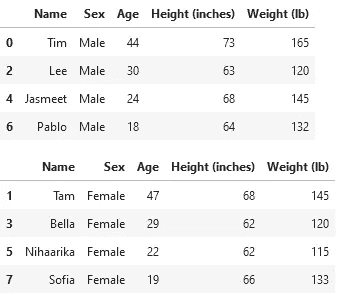 Name Sex Age Height (inches) Weight (lb)
0 Tim Male 44 73 165
2 Lee Male 30 63 120
4 Jasmeet Male 24 68 145
6 Pablo Male 18 64 132
Name Sex Age Height (inches) Weight (lb)
1 Tam Female 47 68 145
3 Bella Female 29 62 120
5 Nihaarika Female 22 62 115
7 Sofia Female 19 66 133